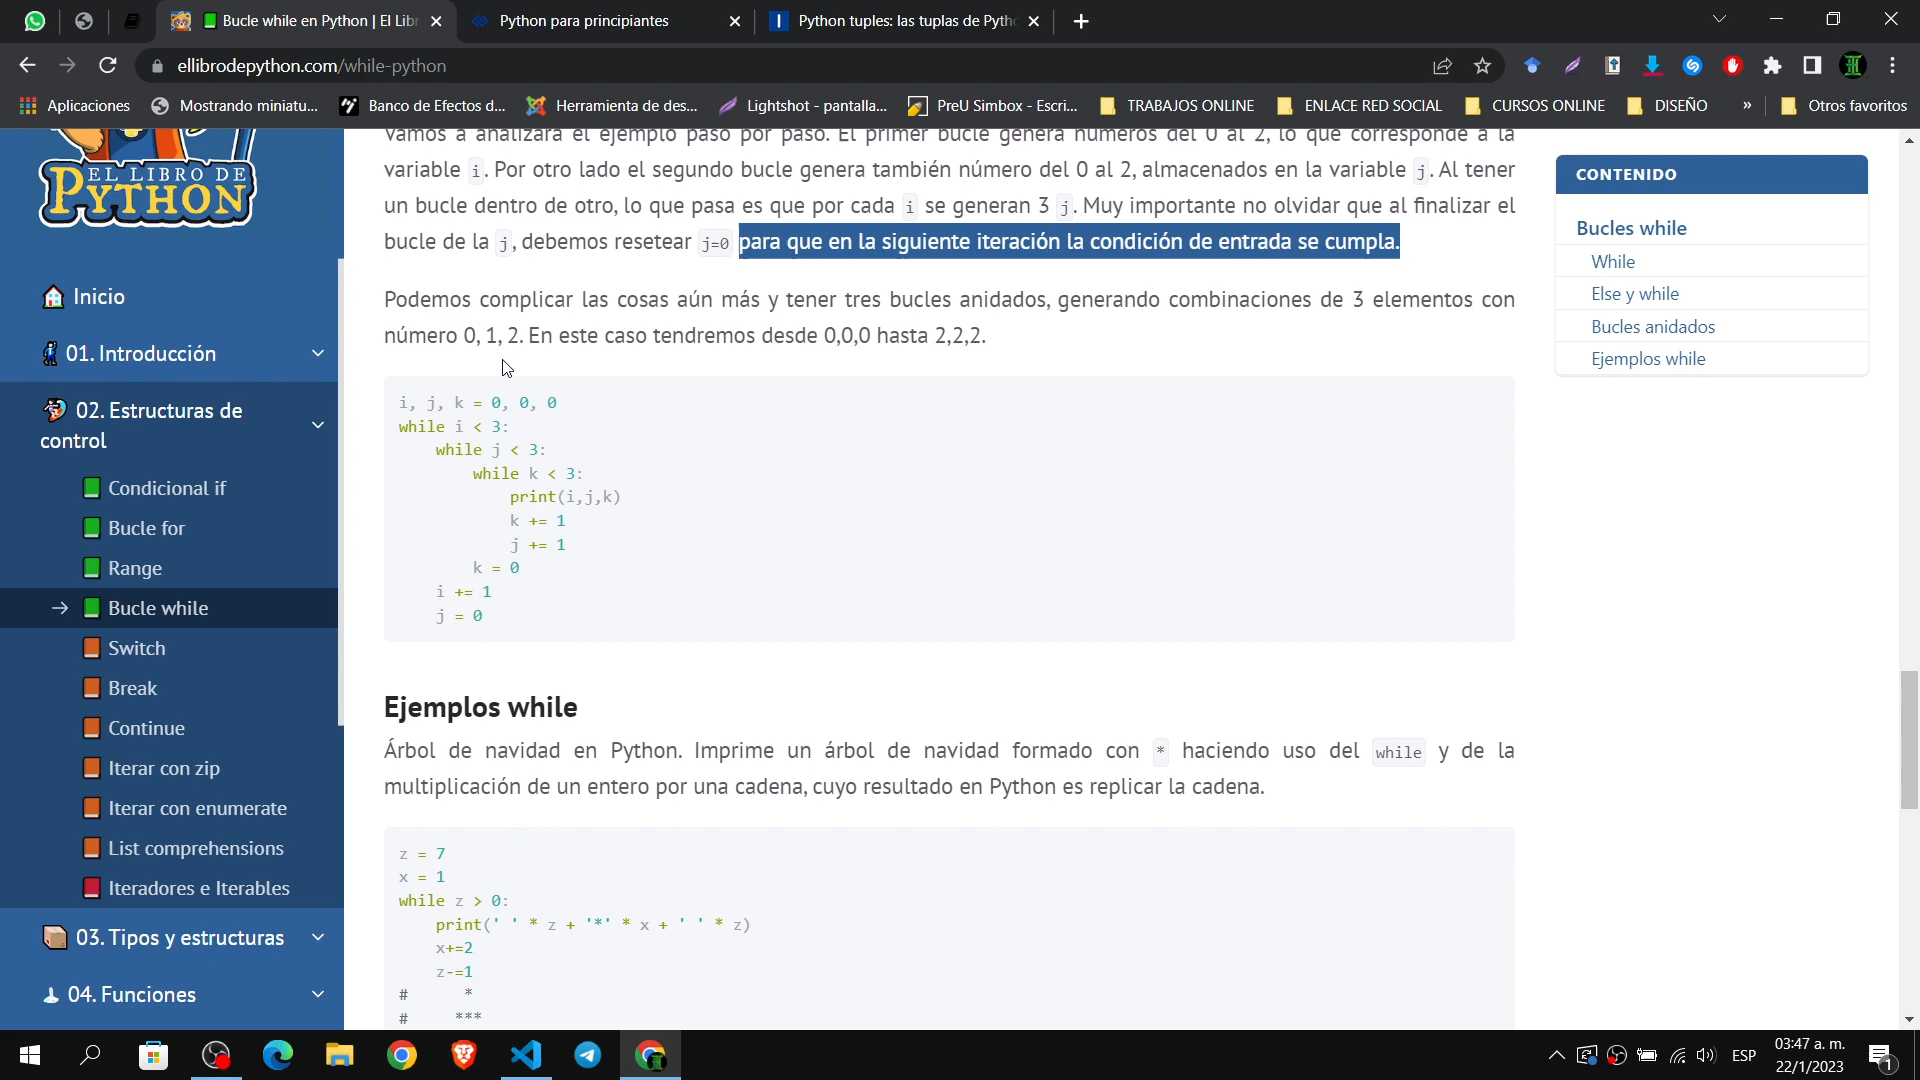 Bucle while en Python | El Libr
Python para principiantes
Python tuples: las tuplas de Pytho
ellibrodepython.com/while-python
Aplicaciones
Mostrando miniatu...
Banco de Efectos d...
Herramienta de des...
Lightshot - pantalla...
PreU Simbox - Escri...
TRABAJOS ONLINE
ENLACE RED SOCIAL
CURSOS ONLINE
DISEÑO
»
Otros favoritos
EL LIBRO DE
PYTHON
Inicio
01. Introducción
02. Estructuras de
control
Condicional if
Bucle for
Range
→ Bucle while
Switch
Break
Continue
Iterar con zip
Iterar con enumerate
List comprehensions
Iteradores e Iterables
03. Tipos y estructuras
04. Funciones
Vamos a analizara el ejemplo paso por paso. El primer bucle genera números del 0 al 2, lo que corresponde a la
variable i. Por otro lado el segundo bucle genera también número del 0 al 2, almacenados en la variable j. Al tener
un bucle dentro de otro, lo que pasa es que por cada i se generan 3 j. Muy importante no olvidar que al finalizar el
bucle de la j, debemos resetear j=0 para que en la siguiente iteración la condición de entrada se cumpla.
Podemos complicar las cosas aún más y tener tres bucles anidados, generando combinaciones de 3 elementos con
número 0, 1, 2. En este caso tendremos desde 0,0,0 hasta 2,2,2.
i, j, k = 0, 0, 0
while i < 3:
    while j < 3:
        while k < 3:
            print(i,j,k)
            k += 1
            j += 1
        k = 0
    i += 1
    j = 0
Ejemplos while
Árbol de navidad en Python. Imprime un árbol de navidad formado con * haciendo uso del while y de la
multiplicación de un entero por una cadena, cuyo resultado en Python es replicar la cadena.
z = 7
x = 1
while z > 0:
    print(' ' * z + '*' * x + ' ' * z)
    x+=2
    z-=1
#      *
#     ***
CONTENIDO
Bucles while
While
Else y while
Bucles anidados
Ejemplos while
ESP
03:47 a. m.
22/1/2023
1